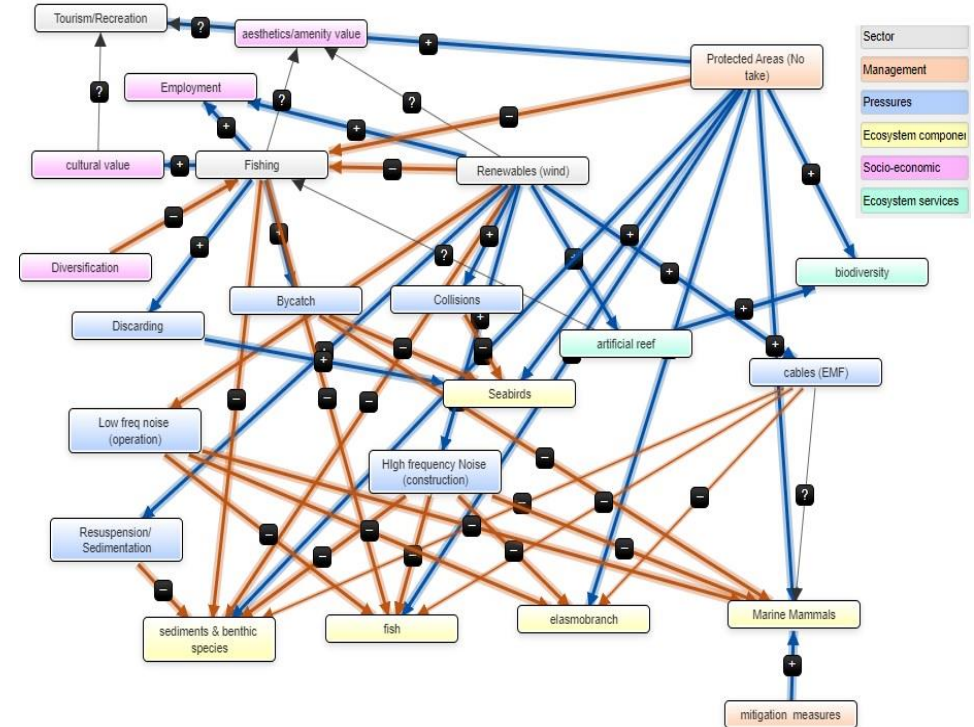 Tourism/Recreation
aesthetics/amenity value
Protected Areas (No
take)
Sector
Management
Pressures
Ecosystem componer
Socio-economic
Ecosystem services
Employment
cultural value
Fishing
Renewables (wind)
Diversification
Bycatch
Collisions
biodiversity
Discarding
artificial reef
cables (EMF)
Seabirds
Low freq noise
(operation)
HIgh frequency Noise
(construction)
Resuspension/
Sedimentation
sediments & benthic
species
fish
elasmobranch
Marine Mammals
mitigation measures